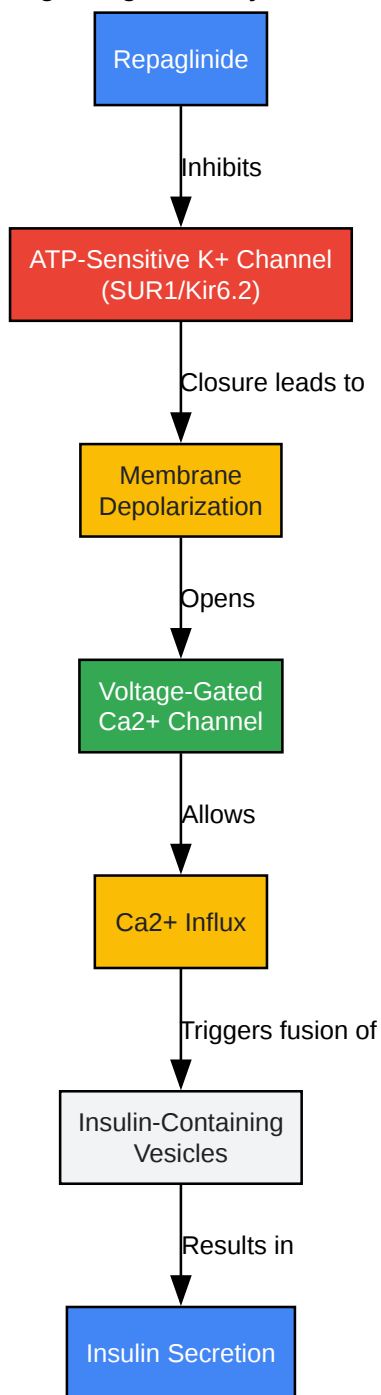 Repaglinide
Inhibits
ATP-Sensitive K+ Channel
(SUR1/Kir6.2)
Closure leads to
Membrane
Depolarization
Opens
Voltage-Gated
Ca2+ Channel
Allows
Ca2+ Influx
Triggers fusion of
Insulin-Containing
Vesicles
Results in
Insulin Secretion